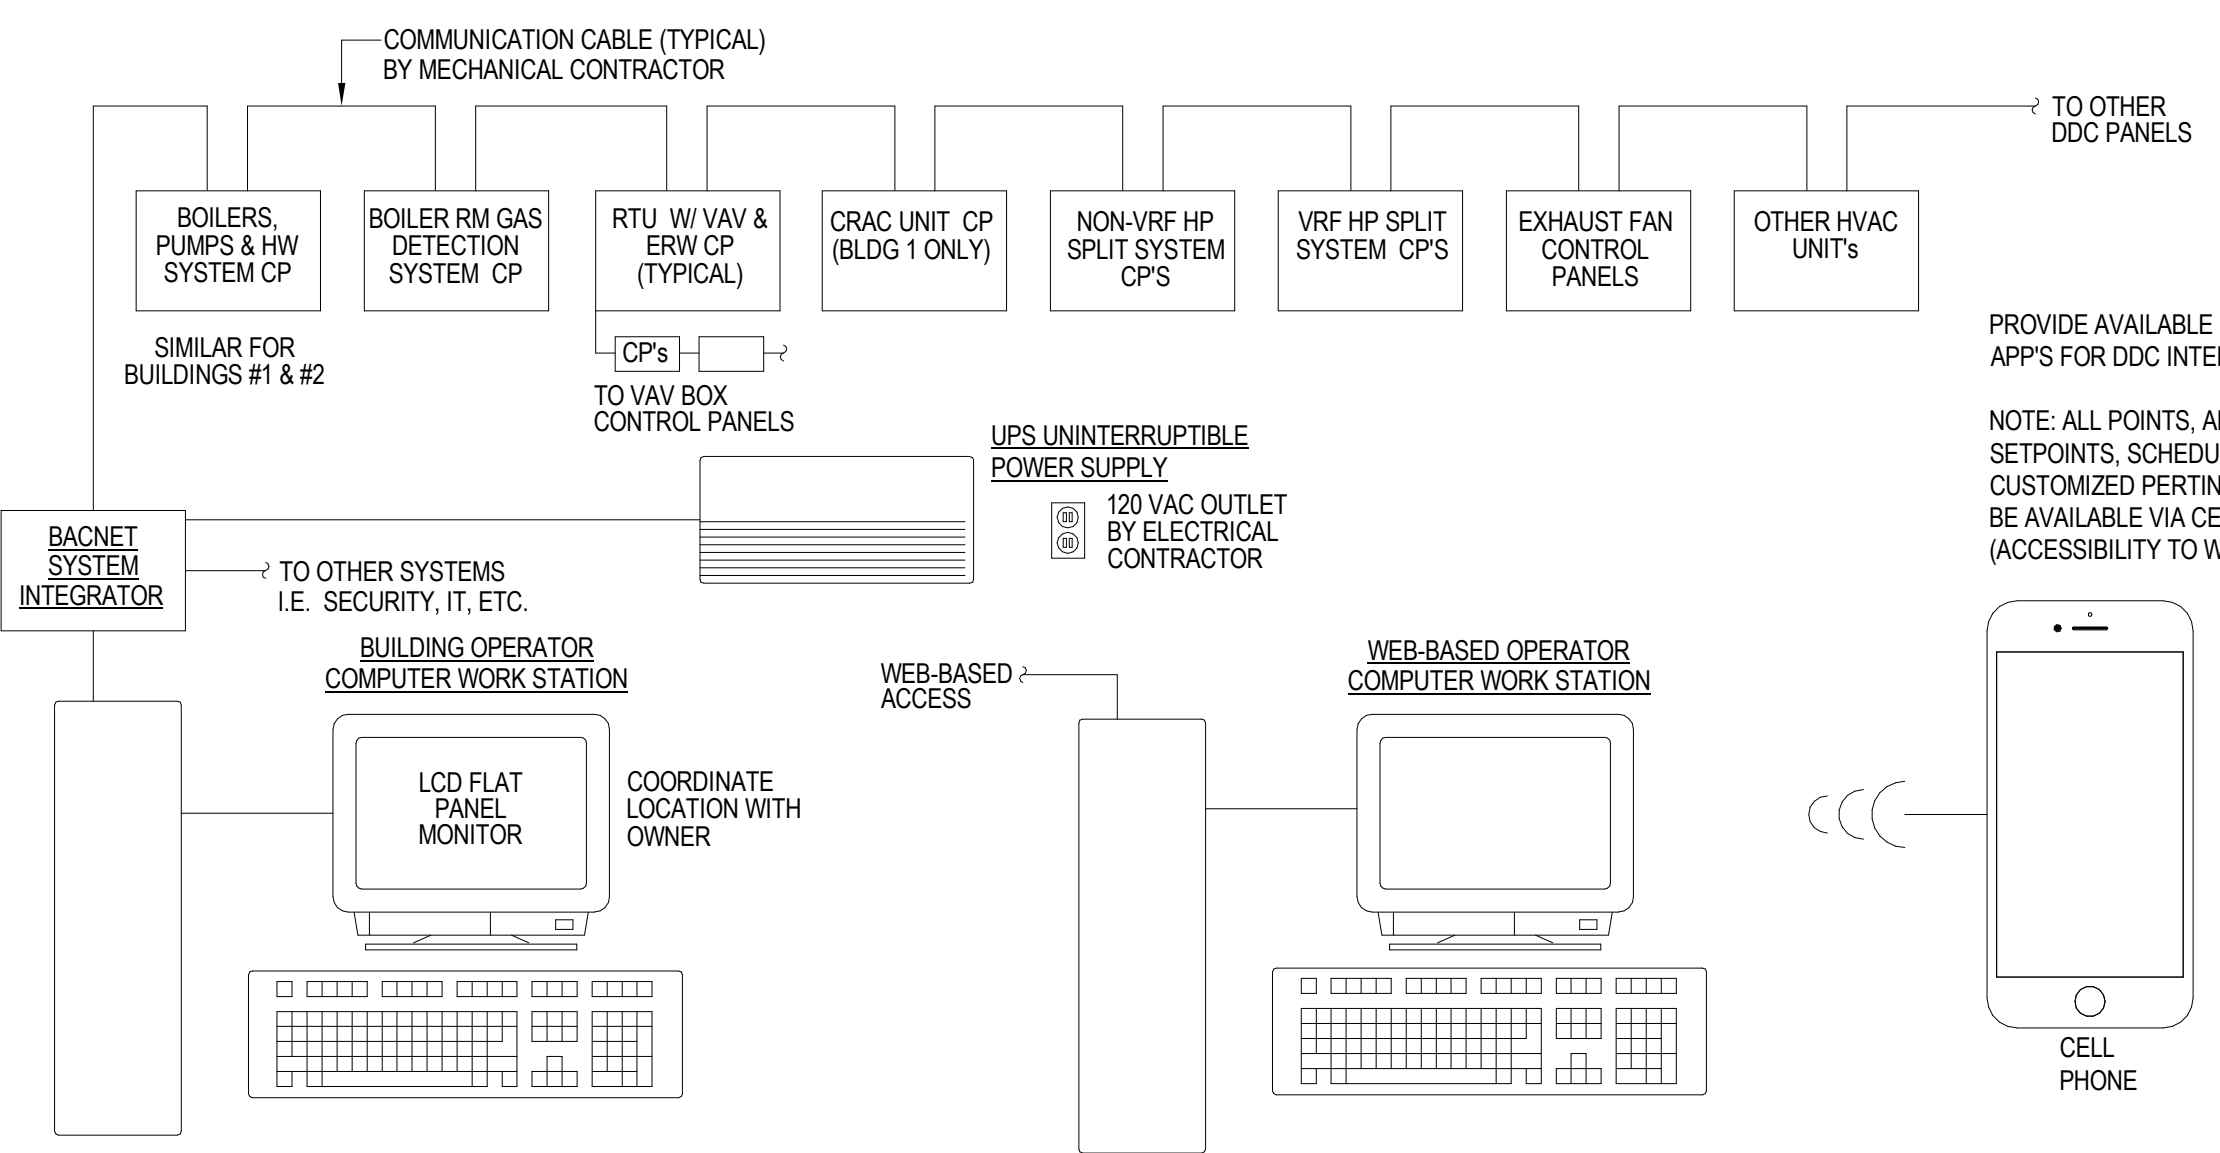 COMMUNICATION CABLE (TYPICAL)
BY MECHANICAL CONTRACTOR
TO OTHER
DDC PANELS
BOILERS,
PUMPS & HW
SYSTEM CP
BOILER RM GAS
DETECTION
SYSTEM CP
RTU W/ VAV &
ERW CP
(TYPICAL)
CRAC UNIT CP
(BLDG 1 ONLY)
NON-VRF HP
SPLIT SYSTEM
CP'S
VRF HP SPLIT
SYSTEM CP'S
EXHAUST FAN
CONTROL
PANELS
OTHER HVAC
UNIT's
SIMILAR FOR
BUILDINGS #1 & #2
CP's
TO VAV BOX
CONTROL PANELS
PROVIDE AVAILABLE
APP'S FOR DDC
NOTE: ALL POINTS,
SETPOINTS,
CUSTOMIZED
BE AVAILABLE VIA
(ACCESSIBILITY TO
UPS UNINTERRUPTIBLE
POWER SUPPLY
120 VAC OUTLET
BY ELECTRICAL
CONTRACTOR
BACNET
SYSTEM
INTEGRATOR
TO OTHER SYSTEMS
I.E. SECURITY, IT, ETC.
BUILDING OPERATOR
COMPUTER WORK STATION
LCD FLAT
PANEL
MONITOR
COORDINATE
LOCATION WITH
OWNER
WEB-BASED
ACCESS
WEB-BASED OPERATOR
COMPUTER WORK STATION
CELL
PHONE